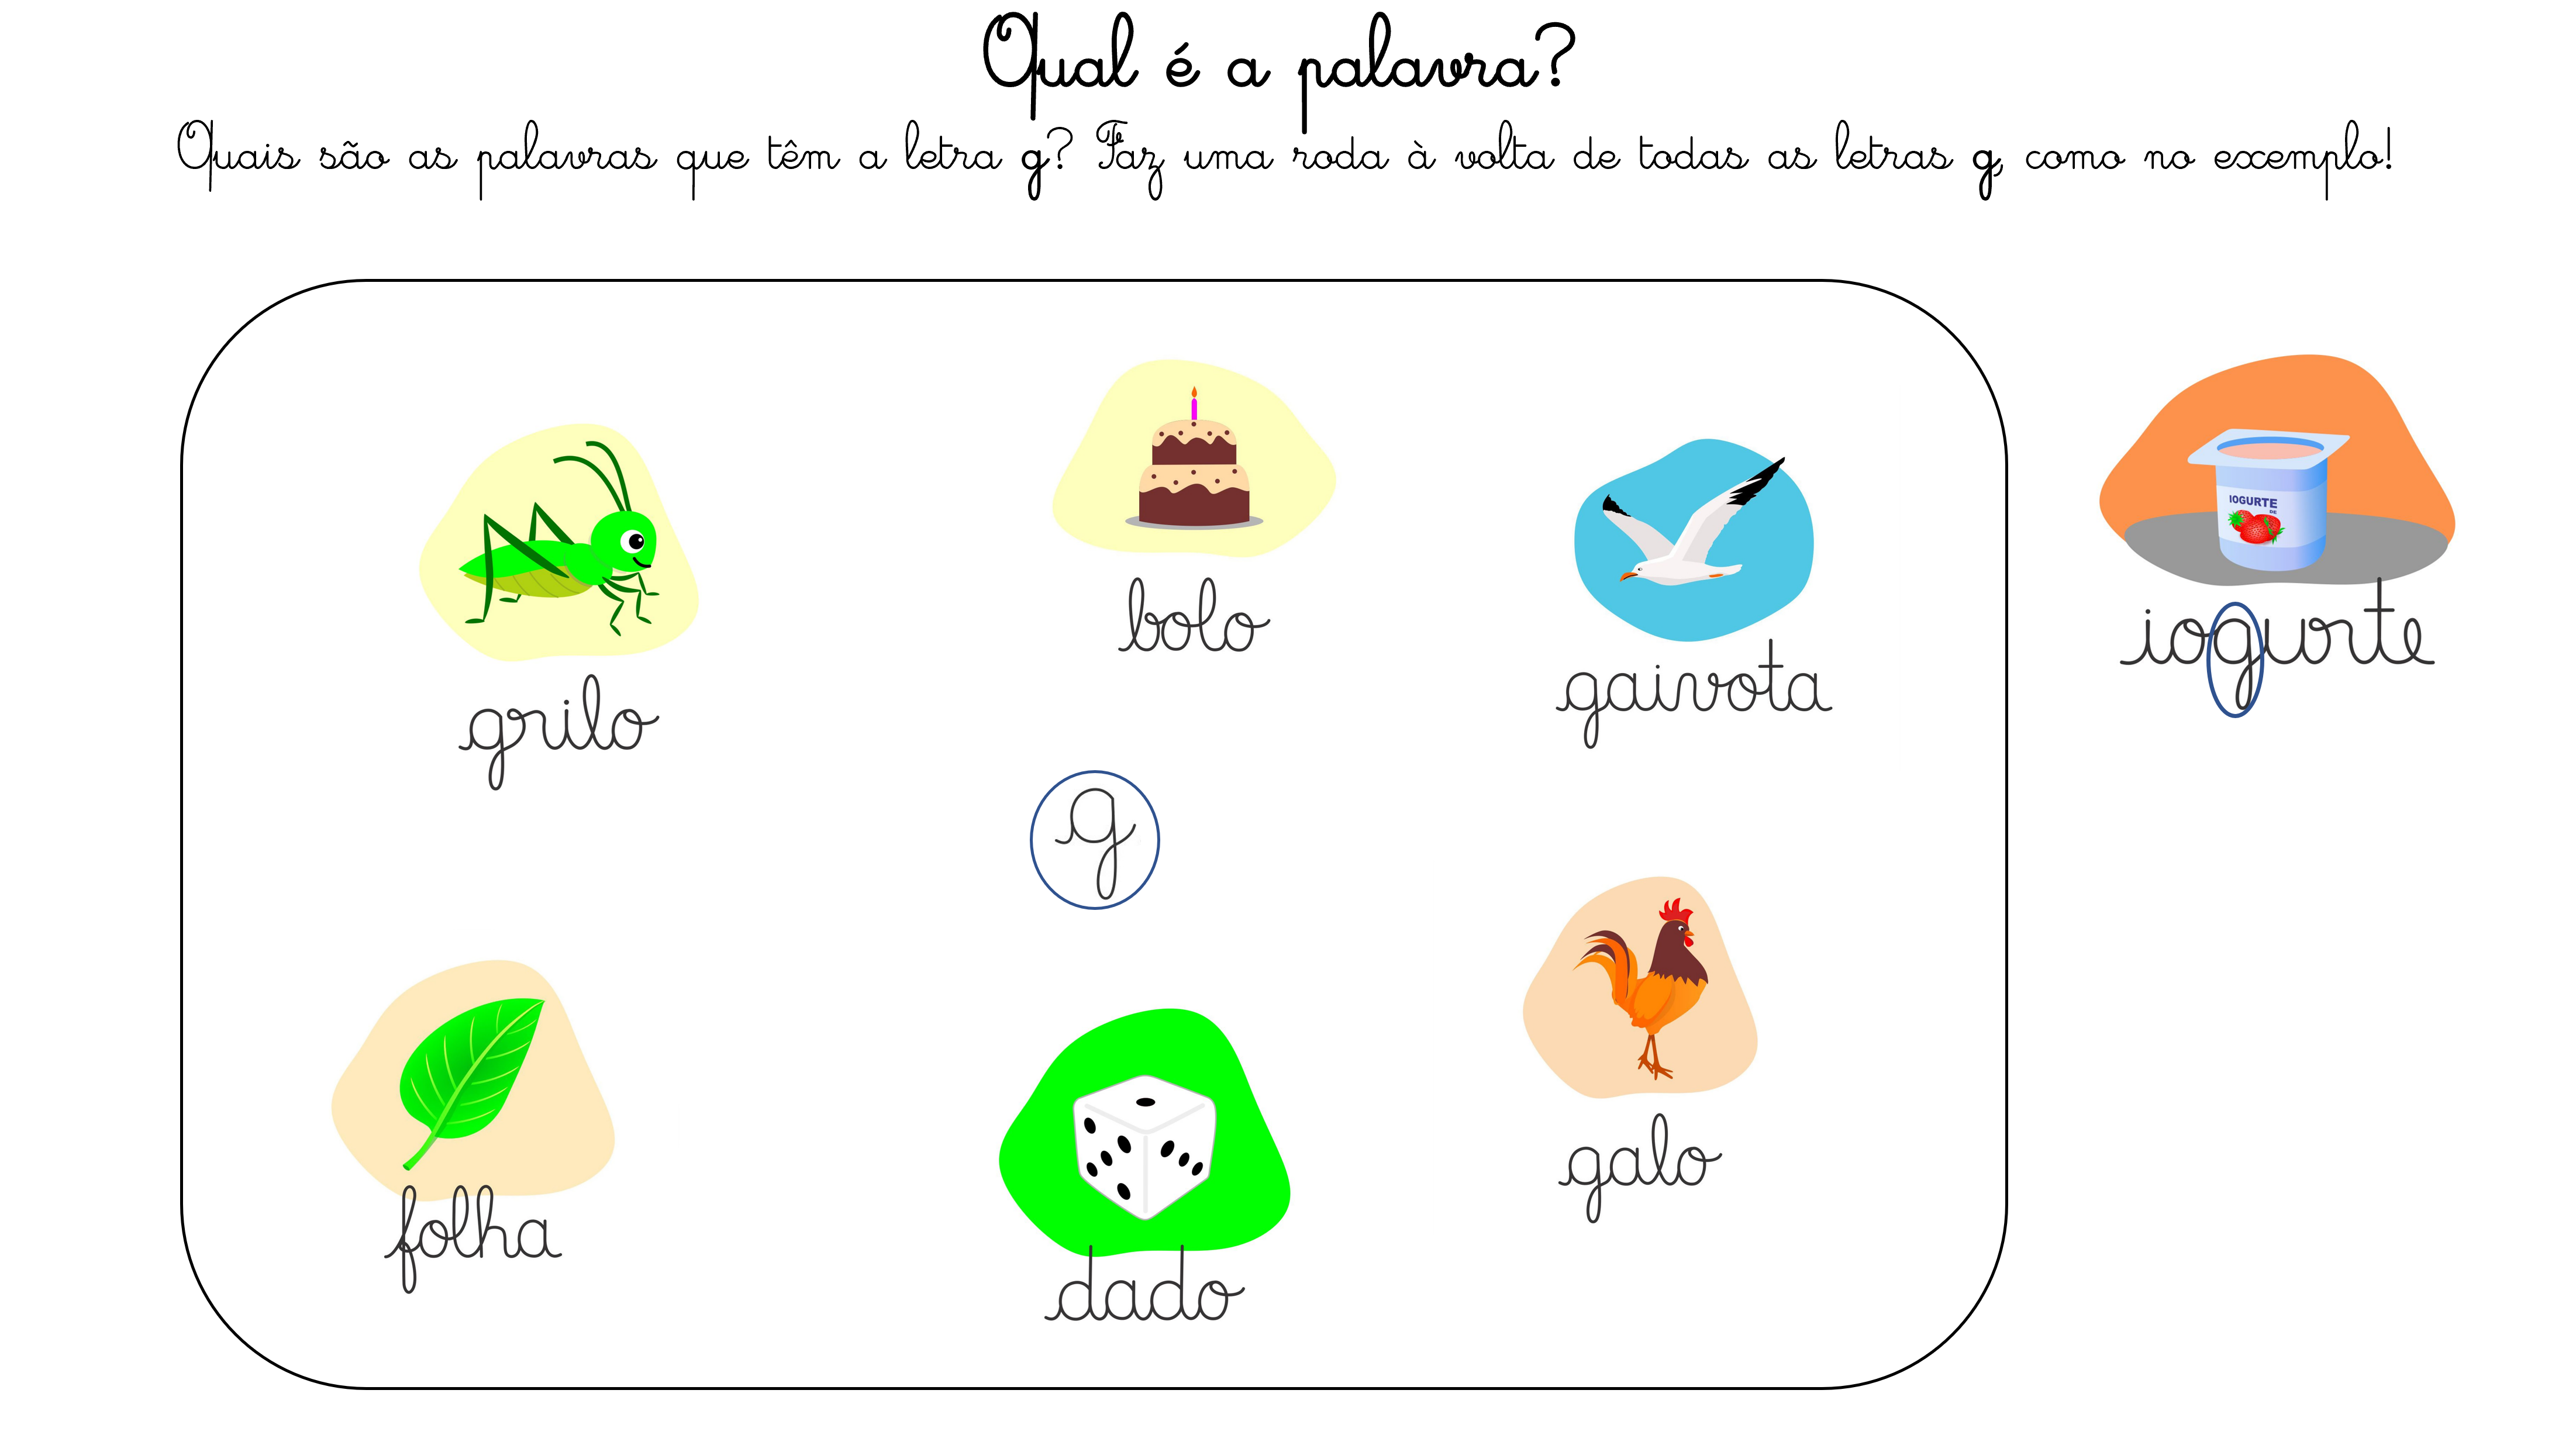 Qual é a palavra?
Quais são as palavras que têm a letra g? Faz uma roda à volta de todas as letras g, como no exemplo!
IOGURTE
DE
bolo
iogurte
gaivota
grilo
g
galo
folha
dado